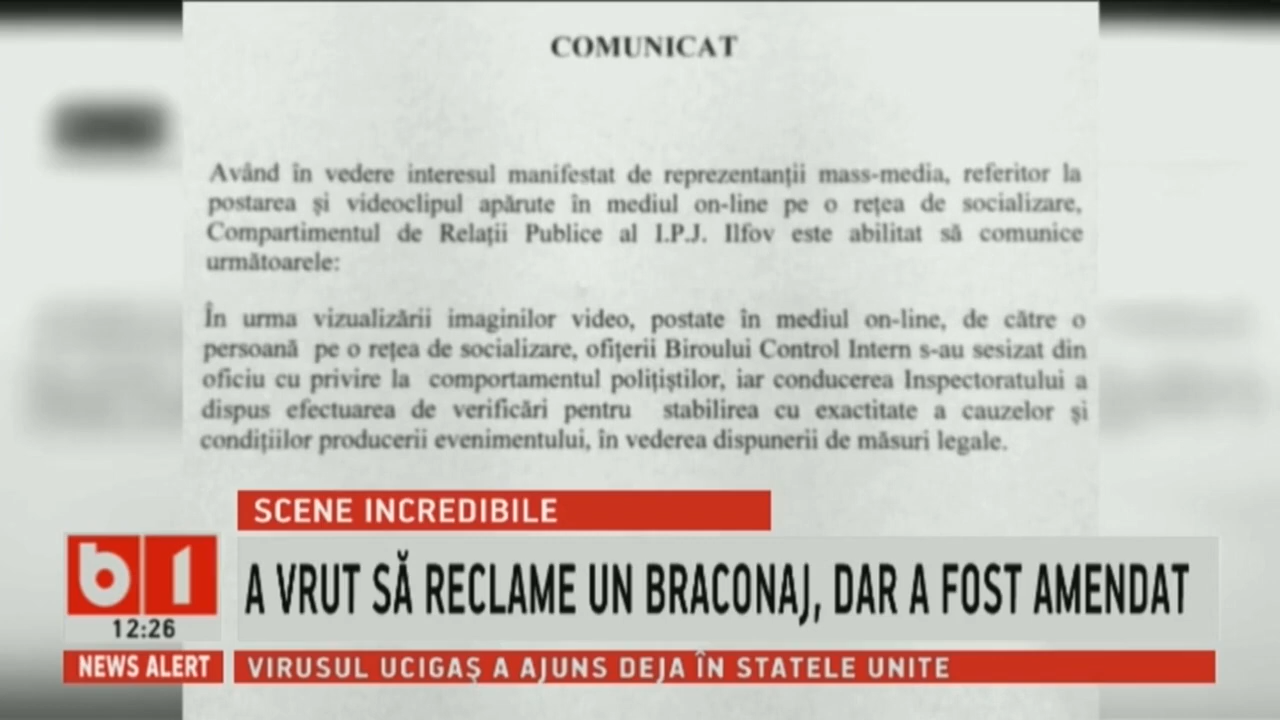 COMUNICAT
Având în vedere interesul manifestat de reprezentanții mass-media, referitor la
postarea și videoclipul apărute în mediul on-line pe o rețea de socializare,
Compartimentul de Relații Publice al I.P.J. Ilfov este abilitat să comunice
următoarele:
În urma vizualizării imaginilor video, postate în mediul on-line, de către o
persoană pe o rețea de socializare, ofițerii Biroului Control Intern s-au sesizat din
oficiu cu privire la comportamentul polițiștilor, iar conducerea Inspectoratului a
dispus efectuarea de verificări pentru stabilirea cu exactitate a cauzelor și
condițiilor producerii evenimentului, în vederea dispunerii de măsuri legale.
SCENE INCREDIBILE
b1
A VRUT SĂ RECLAME UN BRACONAJ, DAR A FOST AMENDAT
12:26
NEWS ALERT
VIRUSUL UCIGAȘ A AJUNS DEJA ÎN STATELE UNITE